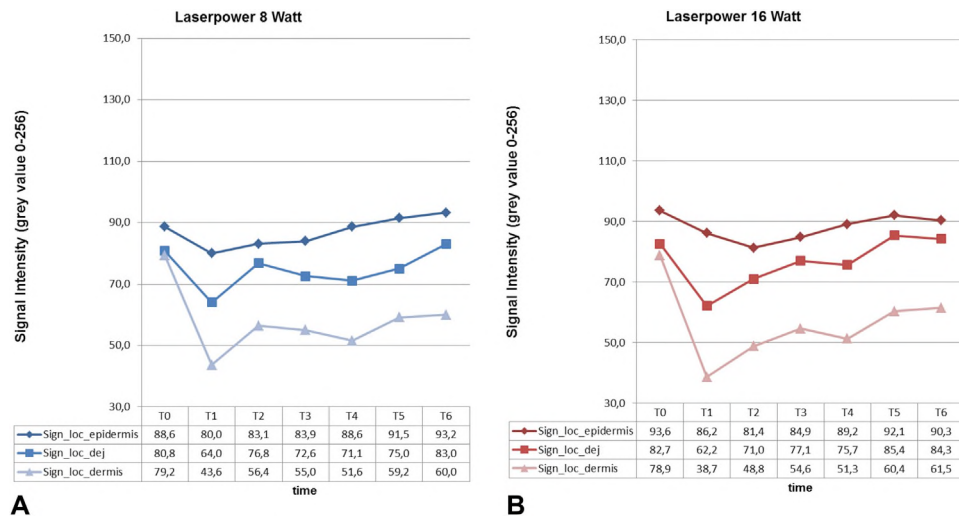 Laserpower 8 Watt
Signal Intensity (grey value 0-256)
150,0
130,0
110,0
90,0
70,0
50,0
30,0
T0 T1 T2 T3 T4 T5 T6
Sign_loc_epidermis 88,6 80,0 83,1 83,9 88,6 91,5 93,2
Sign_loc_dej 80,8 64,0 76,8 72,6 71,1 75,0 83,0
Sign_loc_dermis 79,2 43,6 56,4 55,0 51,6 59,2 60,0
time
A
Laserpower 16 Watt
Signal Intensity (grey value 0-256)
150,0
130,0
110,0
90,0
70,0
50,0
30,0
T0 T1 T2 T3 T4 T5 T6
Sign_loc_epidermis 93,6 86,2 81,4 84,9 89,2 92,1 90,3
Sign_loc_dej 82,7 62,2 71,0 77,1 75,7 85,4 84,3
Sign_loc_dermis 78,9 38,7 48,8 54,6 51,3 60,4 61,5
time
B